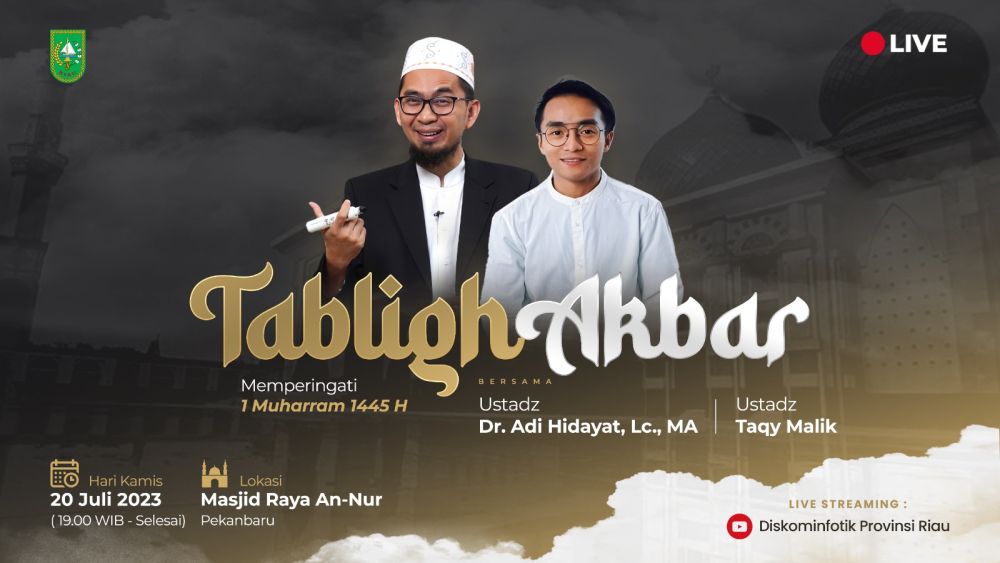 RIAU
LIVE
Tabligh Akbar
Memperingati
1 Muharram 1445 H
BERSAMA
Ustadz
Dr. Adi Hidayat, Lc., MA
Ustadz
Taqy Malik
Hari Kamis
20 Juli 2023
( 19.00 WIB - Selesai)
Lokasi
Masjid Raya An-Nur
Pekanbaru
LIVE STREAMING :
Diskominfotik Provinsi Riau